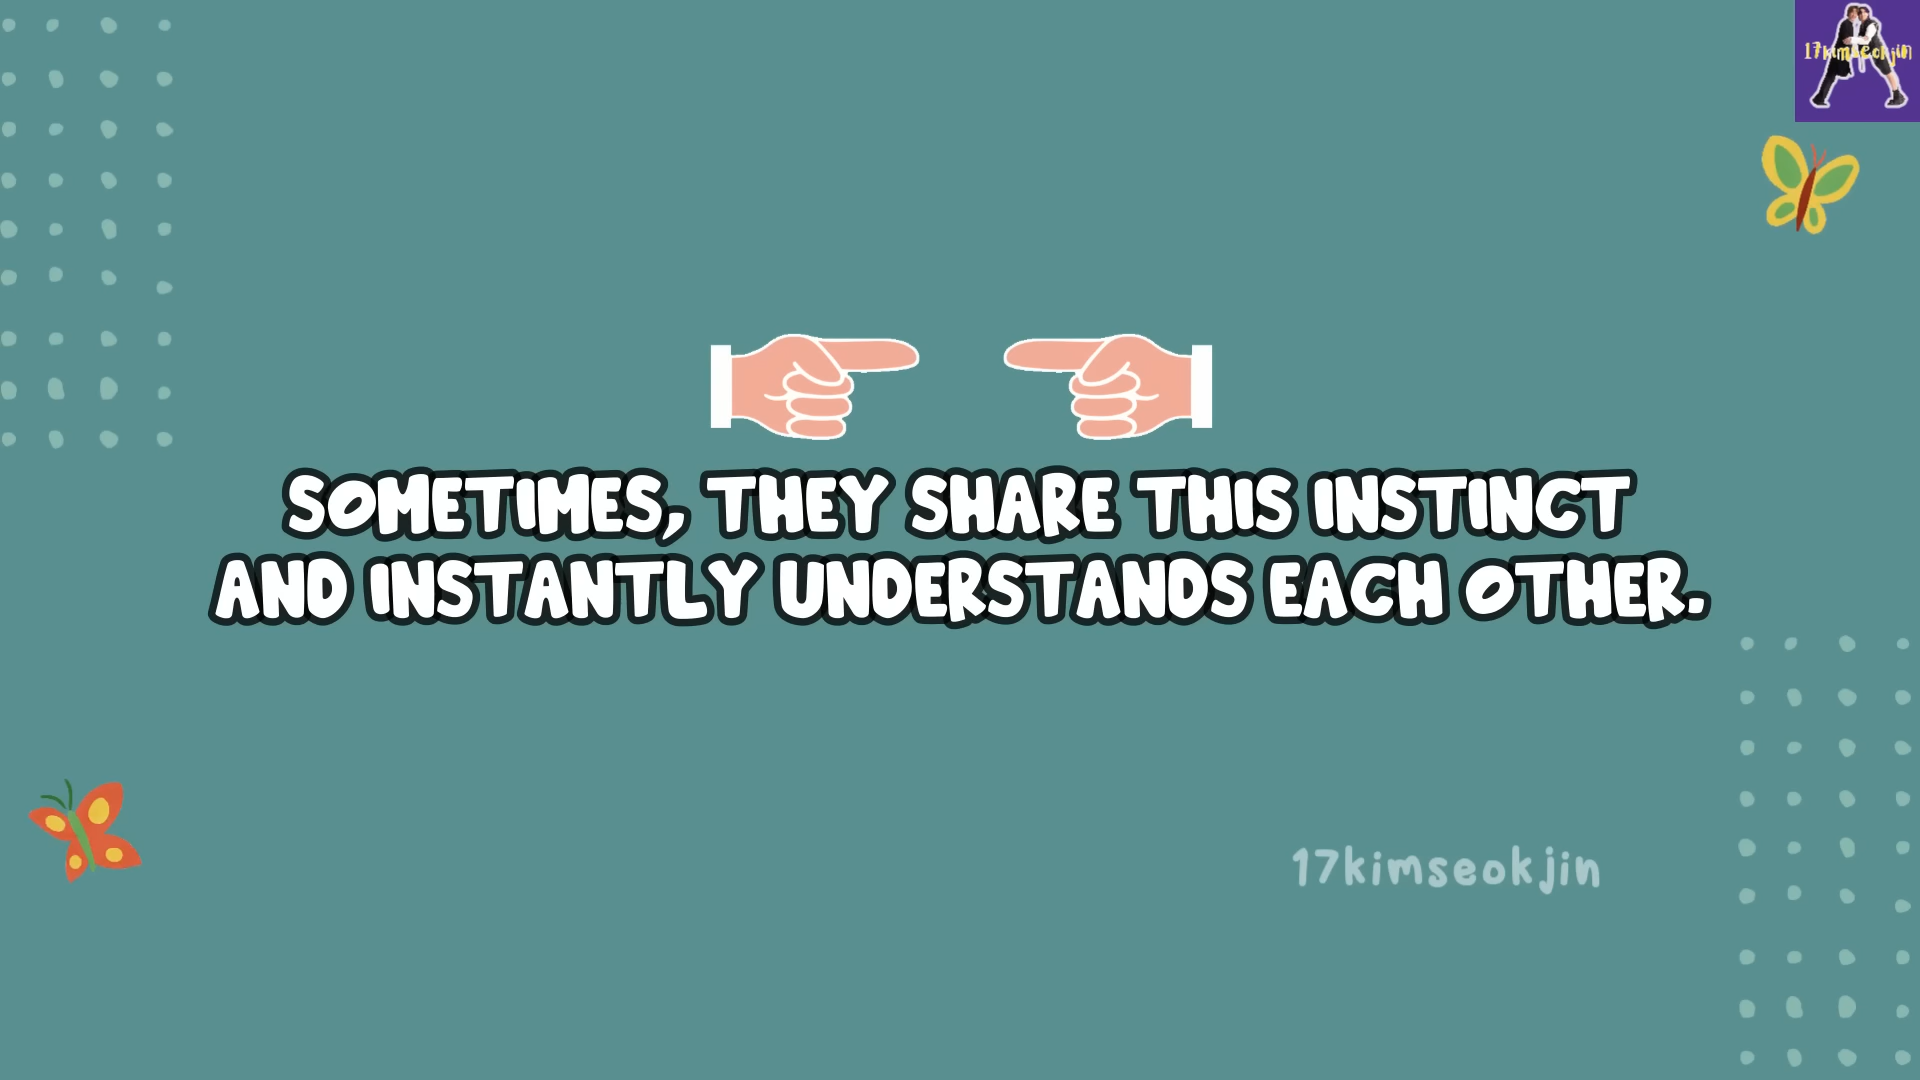 17kimseokjin
SOMETIMES, THEY SHARE THIS INSTINCT
AND INSTANTLY UNDERSTANDS EACH OTHER.
17kimseokjin